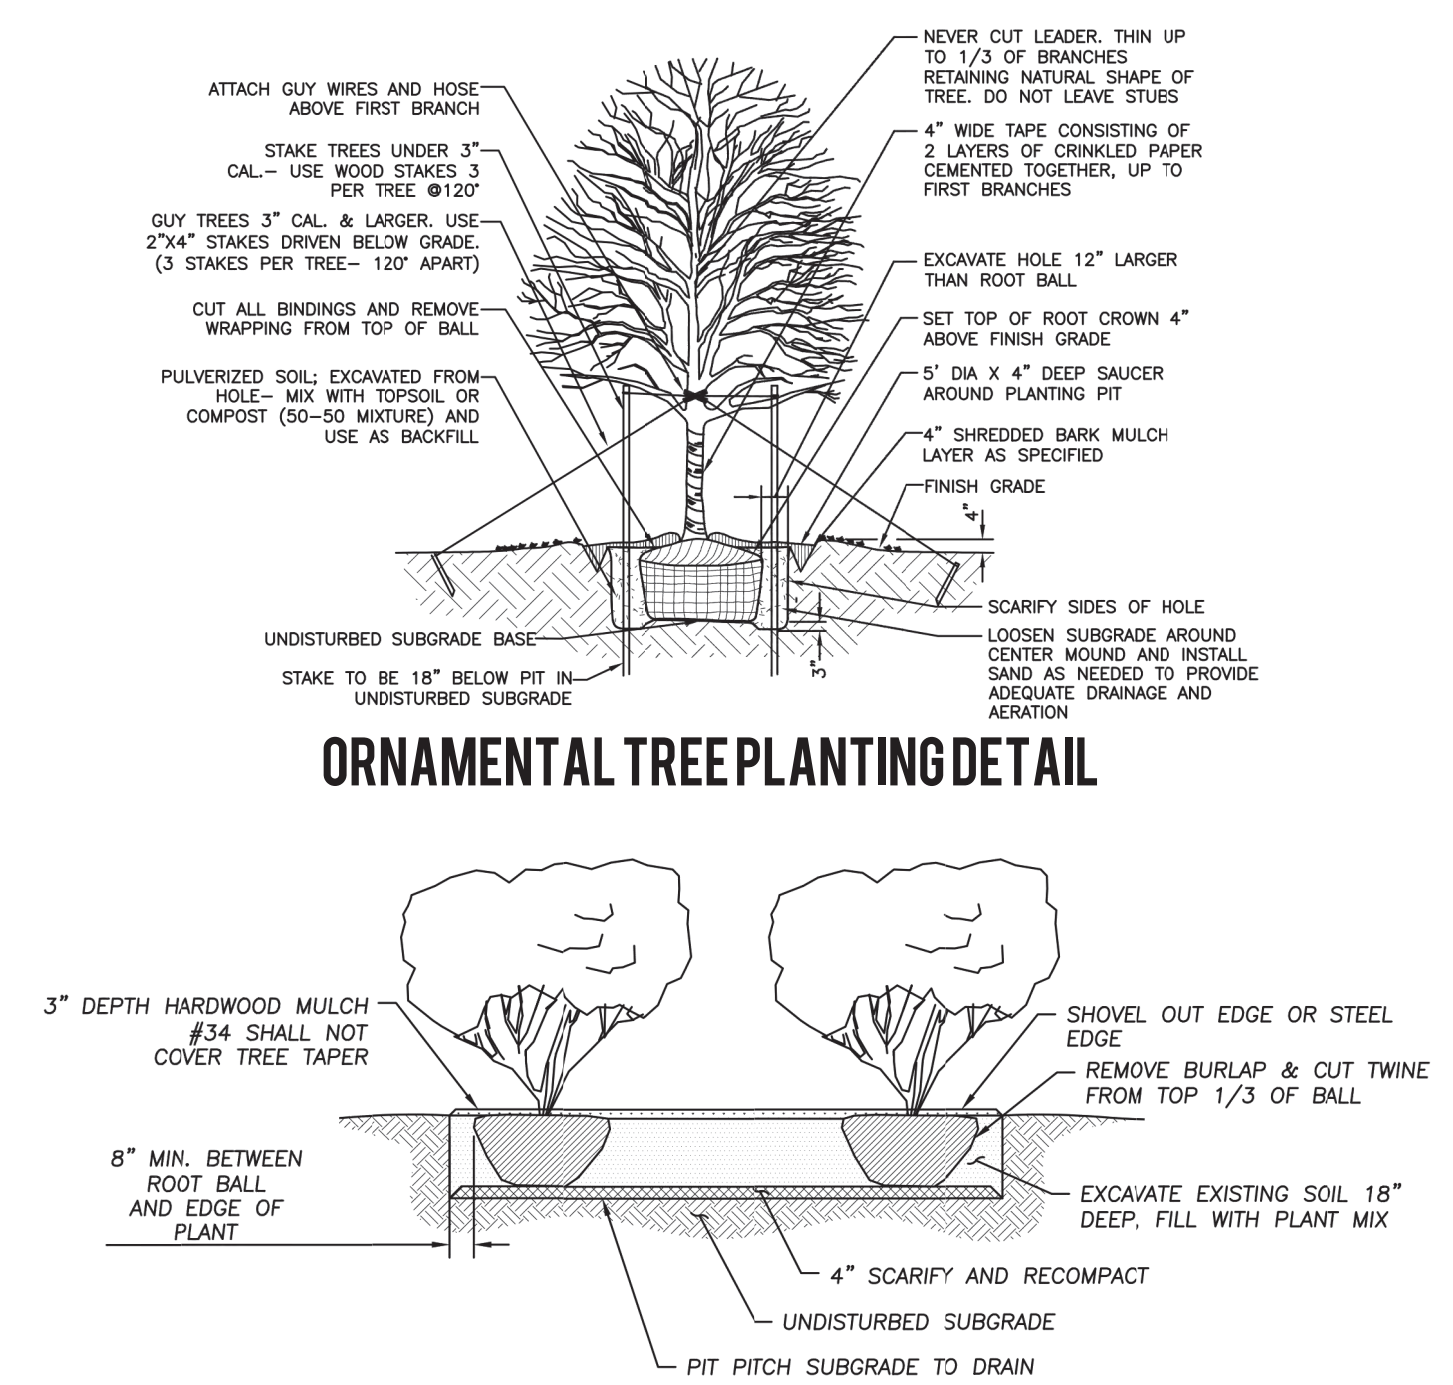 ATTACH GUY WIRES AND HOSE
ABOVE FIRST BRANCH
STAKE TREES UNDER 3"
CAL.– USE WOOD STAKES 3
PER TREE @120°
GUY TREES 3" CAL. & LARGER. USE
2"X4" STAKES DRIVEN BELOW GRADE.
(3 STAKES PER TREE– 120° APART)
CUT ALL BINDINGS AND REMOVE
WRAPPING FROM TOP OF BALL
PULVERIZED SOIL; EXCAVATED FROM
HOLE– MIX WITH TOPSOIL OR
COMPOST (50–50 MIXTURE) AND
USE AS BACKFILL
UNDISTURBED SUBGRADE BASE
STAKE TO BE 18" BELOW PIT IN
UNDISTURBED SUBGRADE
NEVER CUT LEADER. THIN UP
TO 1/3 OF BRANCHES
RETAINING NATURAL SHAPE OF
TREE. DO NOT LEAVE STUBS
4" WIDE TAPE CONSISTING OF
2 LAYERS OF CRINKLED PAPER
CEMENTED TOGETHER, UP TO
FIRST BRANCHES
EXCAVATE HOLE 12" LARGER
THAN ROOT BALL
SET TOP OF ROOT CROWN 4"
ABOVE FINISH GRADE
5' DIA X 4" DEEP SAUCER
AROUND PLANTING PIT
4" SHREDDED BARK MULCH
LAYER AS SPECIFIED
FINISH GRADE
4"
SCARIFY SIDES OF HOLE
LOOSEN SUBGRADE AROUND
CENTER MOUND AND INSTALL
SAND AS NEEDED TO PROVIDE
ADEQUATE DRAINAGE AND
AERATION
3"
ORNAMENTAL TREE PLANTING DETAIL
3" DEPTH HARDWOOD MULCH
#34 SHALL NOT
COVER TREE TAPER
8" MIN. BETWEEN
ROOT BALL
AND EDGE OF
PLANT
SHOVEL OUT EDGE OR STEEL
EDGE
REMOVE BURLAP & CUT TWINE
FROM TOP 1/3 OF BALL
EXCAVATE EXISTING SOIL 18"
DEEP, FILL WITH PLANT MIX
4" SCARIFY AND RECOMPACT
UNDISTURBED SUBGRADE
PIT PITCH SUBGRADE TO DRAIN